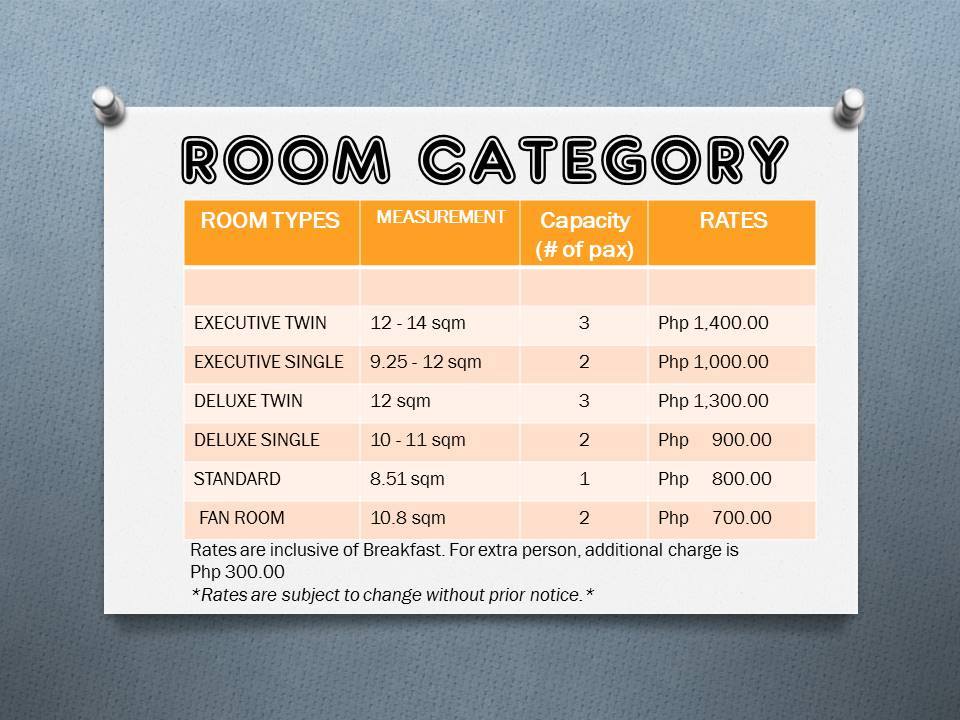 ROOM CATEGORY
ROOM TYPES MEASUREMENT Capacity (# of pax) RATES
EXECUTIVE TWIN 12 - 14 sqm 3 Php 1,400.00
EXECUTIVE SINGLE 9.25 - 12 sqm 2 Php 1,000.00
DELUXE TWIN 12 sqm 3 Php 1,300.00
DELUXE SINGLE 10 - 11 sqm 2 Php 900.00
STANDARD 8.51 sqm 1 Php 800.00
FAN ROOM 10.8 sqm 2 Php 700.00
Rates are inclusive of Breakfast. For extra person, additional charge is
Php 300.00
*Rates are subject to change without prior notice.*